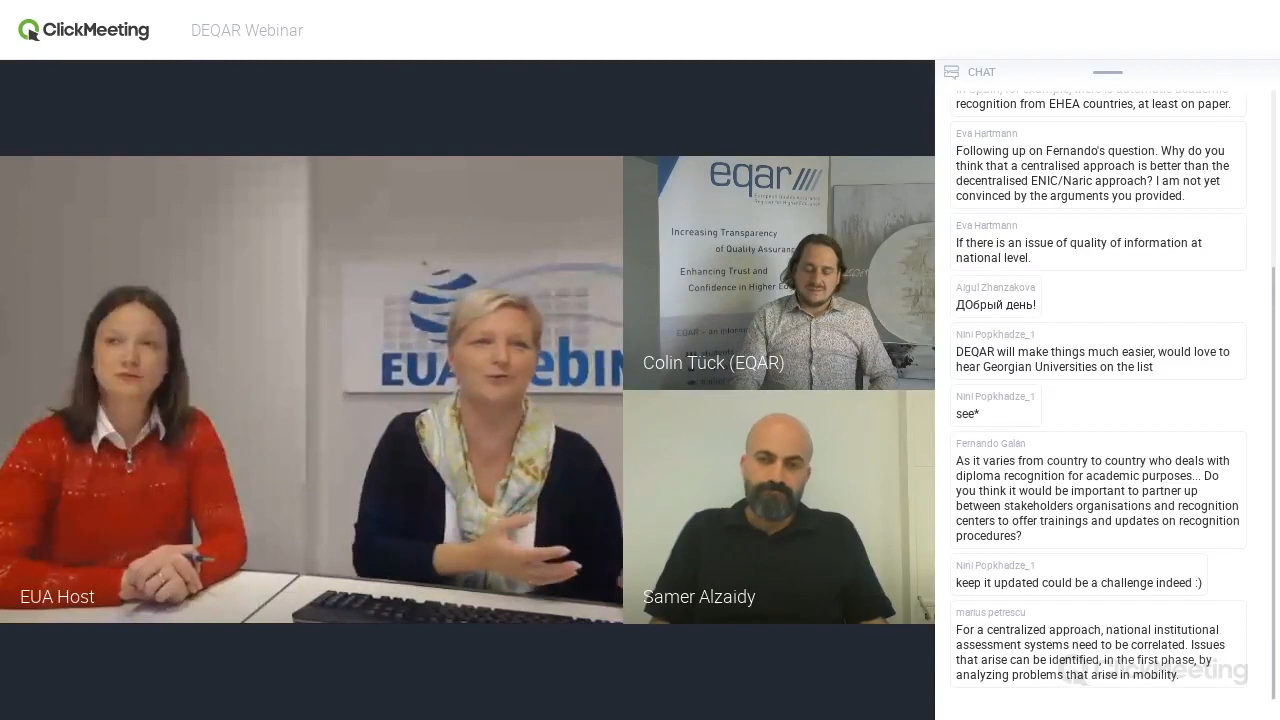 ClickMeeting
DEQAR Webinar
CHAT
recognition from EHEA countries, at least on paper.
Eva Hartmann
Following up on Fernando's question. Why do you
think that a centralised approach is better than the
decentralised ENIC/Naric approach? I am not yet
convinced by the arguments you provided.
Eva Hartmann
If there is an issue of quality of information at
national level.
Aigul Zhanzakova
ДОбрый день!
Nini Popkhadze_1
DEQAR will make things much easier, would love to
hear Georgian Universities on the list
Nini Popkhadze_1
see*
Fernando Galán
As it varies from country to country who deals with
diploma recognition for academic purposes... Do
you think it would be important to partner up
between stakeholders organisations and recognition
centers to offer trainings and updates on recognition
procedures?
Nini Popkhadze_1
keep it updated could be a challenge indeed :)
marius petrescu
For a centralized approach, national institutional
assessment systems need to be correlated. Issues
that arise can be identified, in the first phase, by
analyzing problems that arise in mobility.
ClickMeeting
eqar
Increasing Transparency
of Quality Assurance
Enhancing Trust and
Confidence in Higher
Colin Tück (EQAR)
EUA
EUA Host
Samer Alzaidy